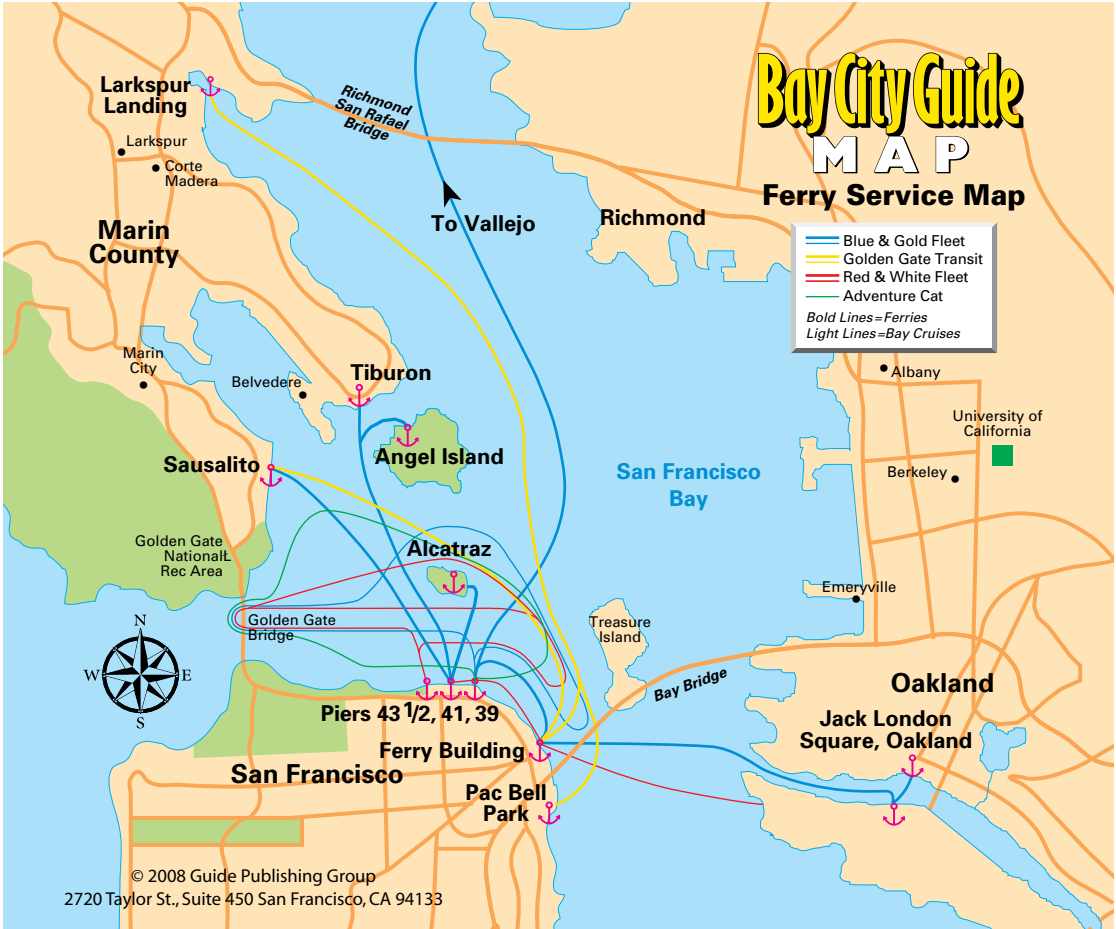 Bay City Guide
MAP
Ferry Service Map
Blue & Gold Fleet
Golden Gate Transit
Red & White Fleet
Adventure Cat
Bold Lines=Ferries
Light Lines=Bay Cruises
Larkspur
Landing
Richmond
San Rafael
Bridge
Larkspur
Corte
Madera
To Vallejo
Richmond
Marin
County
Marin
City
Belvedere
Tiburon
Albany
University of
California
Angel Island
Sausalito
San Francisco
Bay
Berkeley
Golden Gate
National
Rec Area
Alcatraz
Emeryville
Golden Gate
Bridge
Treasure
Island
N
W
E
S
Bay Bridge
Oakland
Piers 43 1/2, 41, 39
Jack London
Square, Oakland
Ferry Building
San Francisco
Pac Bell
Park
© 2008 Guide Publishing Group
2720 Taylor St., Suite 450 San Francisco, CA 94133